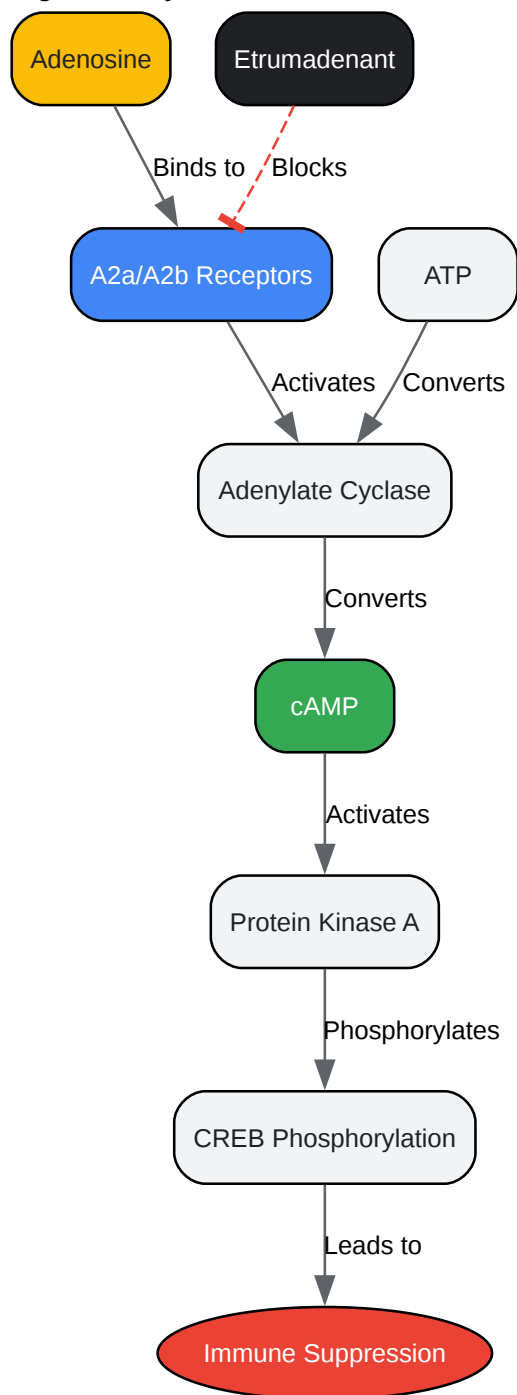 Adenosine
Etrumadenant
Binds to
Blocks
A2a/A2b Receptors
ATP
Activates
Converts
Adenylate Cyclase
Converts
cAMP
Activates
Protein Kinase A
Phosphorylates
CREB Phosphorylation
Leads to
Immune Suppression